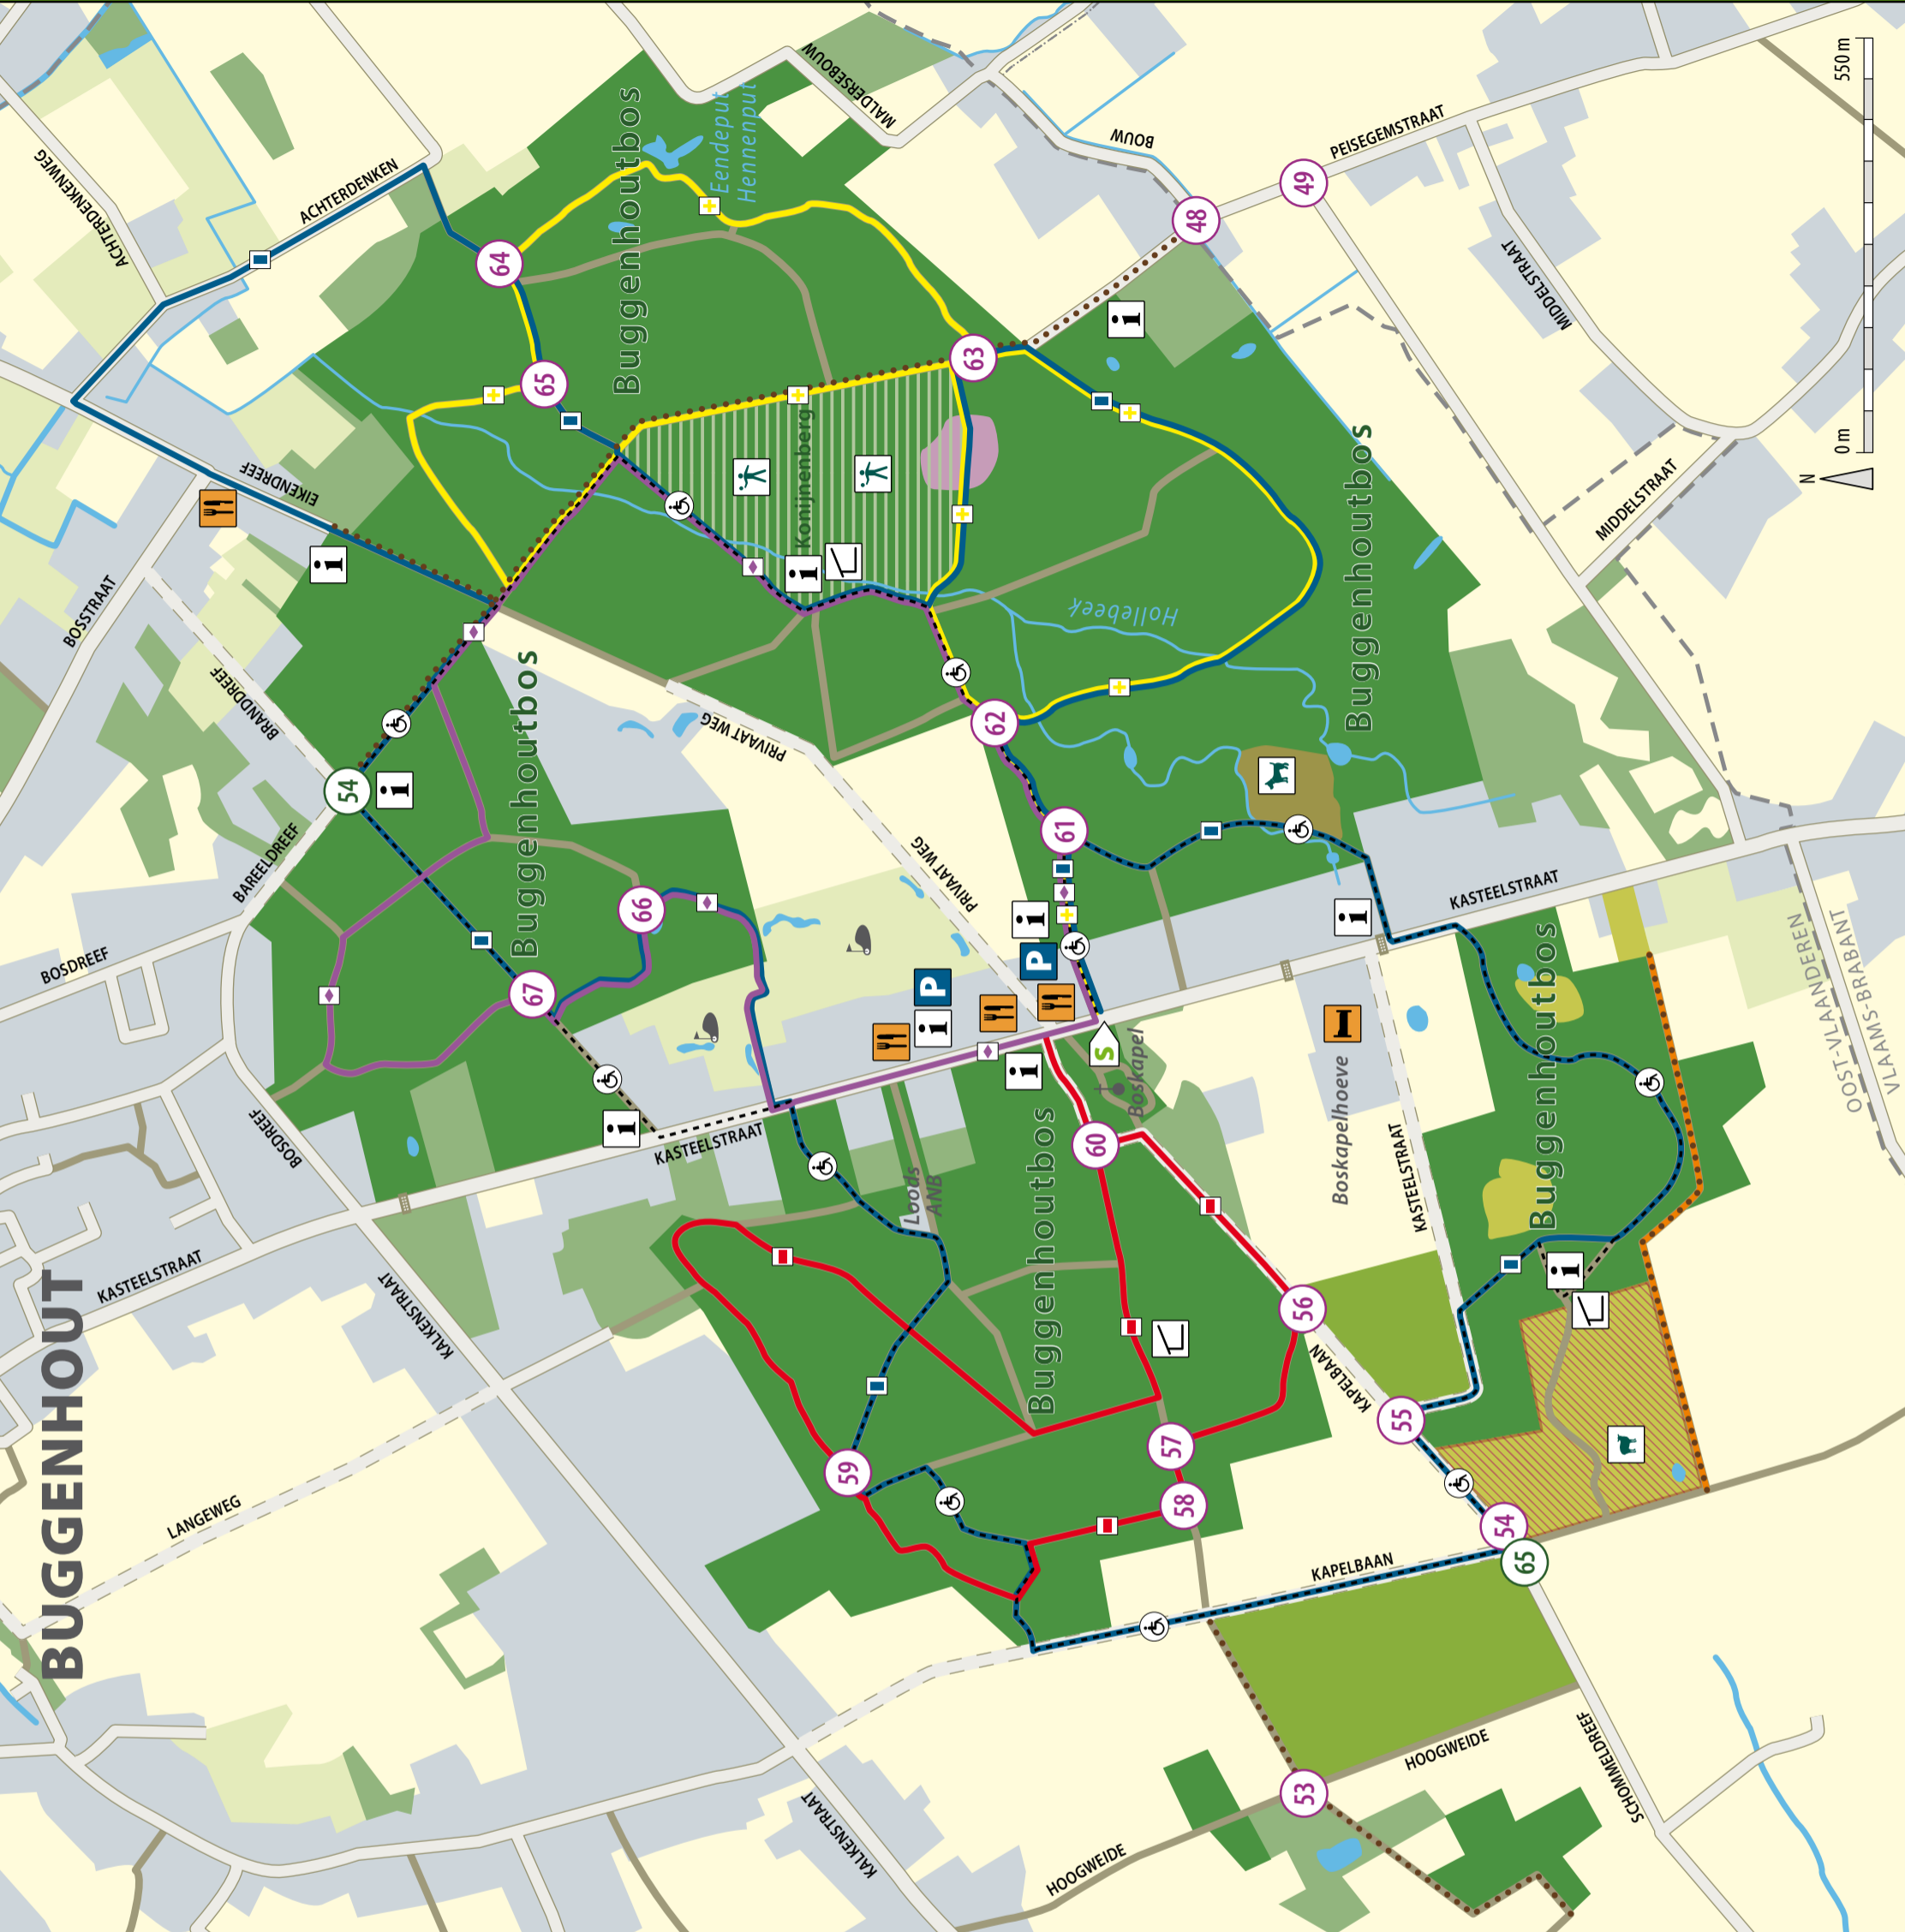 BUGGENHOUT
ACHTERDENKENWEG
ACHTERDENKEN
MALDERSEBOUW
Eendeput
Hennenput
BOUW
PEISEGEMSTRAAT
550 m
0 m
N
MIDDELSTRAAT
MIDDELSTRAAT
EIKENDREEF
BOSSTRAAT
BRANDREEF
BAREELDREEF
BOSDREEF
BOSDREEF
Buggenhoutbos
Buggenhoutbos
Buggenhoutbos
Buggenhoutbos
Buggenhoutbos
Konijnenberg
Hollebeek
PRIVAAT WEG
PRIVAAT WEG
KASTEELSTRAAT
KASTEELSTRAAT
KASTEELSTRAAT
KASTEELSTRAAT
OOST-VLAANDEREN
VLAAMS-BRABANT
Boskapel
Boskapelhoeve
Loods
ANB
KALKENSTRAAT
KALKENSTRAAT
LANGEWEG
KAPELBAAN
KAPELBAAN
HOOGWEIDE
HOOGWEIDE
SCHOMMELDREEF
64
65
63
48
49
54
62
61
66
67
60
56
57
58
59
55
54
65
53
S
P
P
i
i
i
i
i
i
i
i
i
i
i